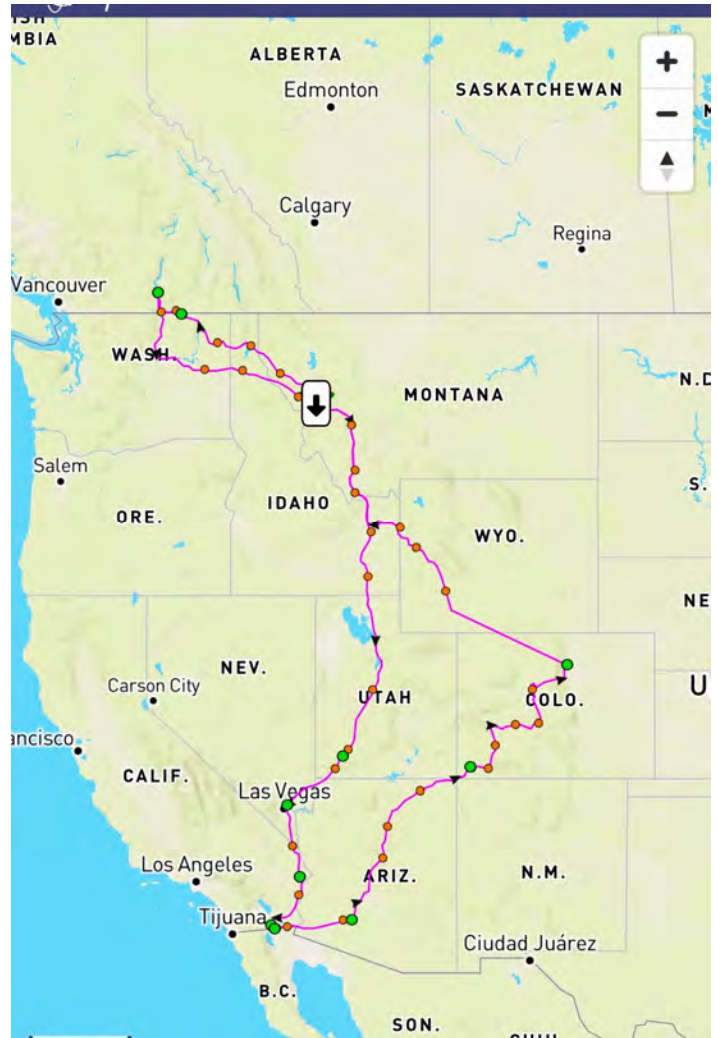 MBIA
ALBERTA
Edmonton
SASKATCHEWAN
Calgary
Regina
Vancouver
WASH.
MONTANA
N.D
Salem
IDAHO
S.
ORE.
WYO.
NE
NEV.
Carson City
UTAH
COLO.
U
ancisco
CALIF.
Las Vegas
Los Angeles
ARIZ.
N.M.
Tijuana
Ciudad Juárez
B.C.
SON.